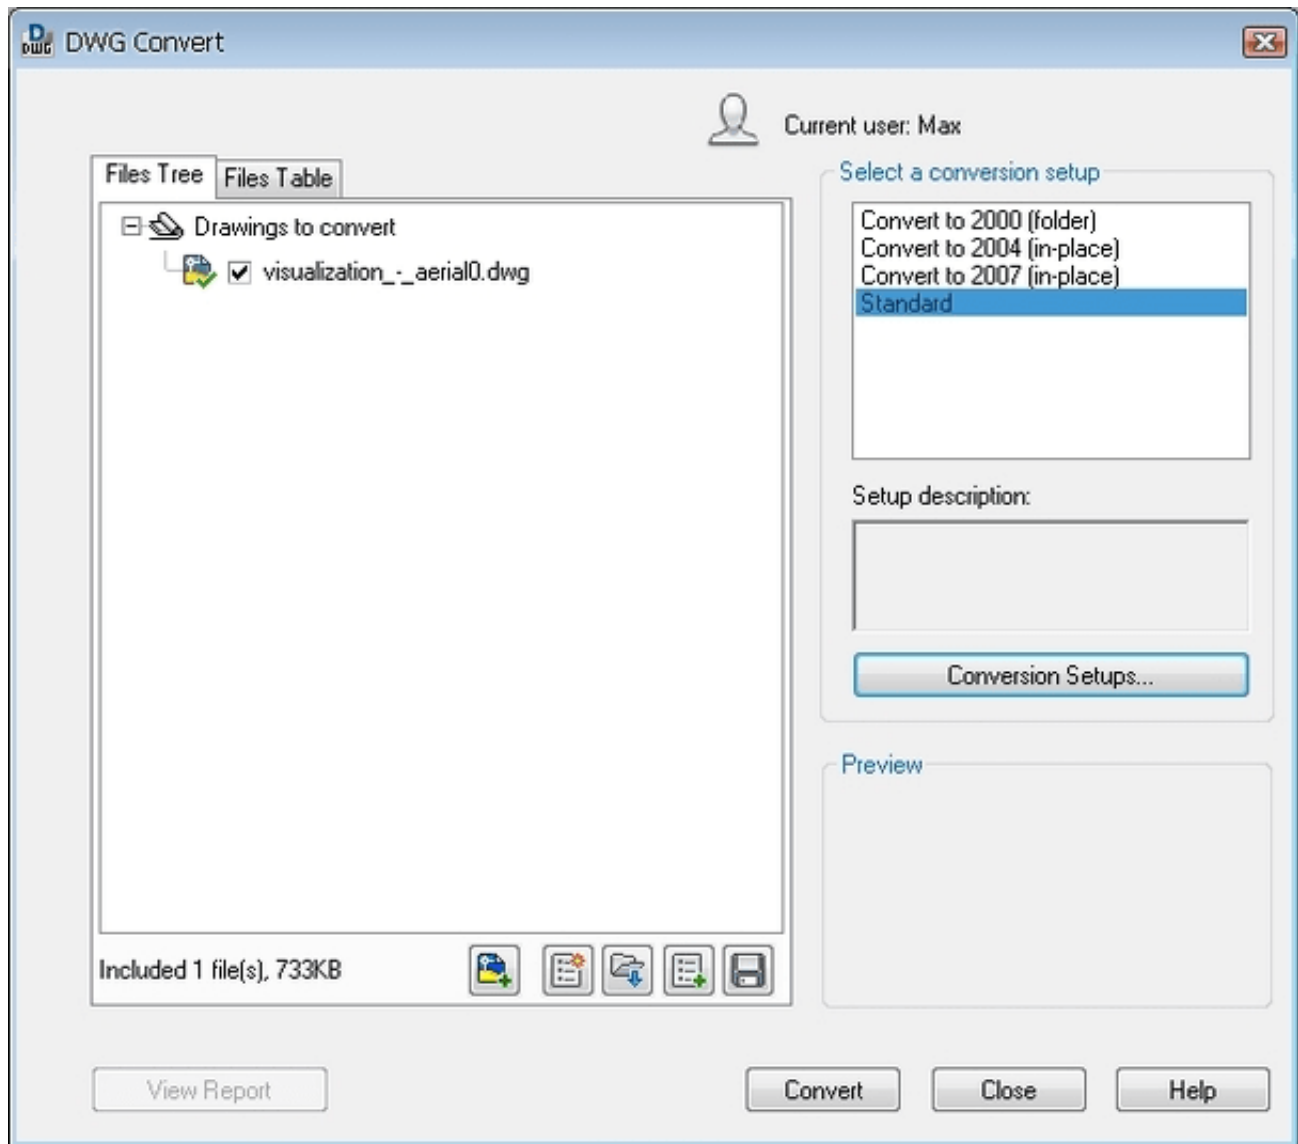 DWG Convert
Current user: Max
Files Tree
Files Table
Drawings to convert
visualization_-_aerial0.dwg
Included 1 file(s), 733KB
Select a conversion setup
Convert to 2000 (folder)
Convert to 2004 (in-place)
Convert to 2007 (in-place)
Standard
Setup description:
Conversion Setups...
Preview
View Report
Convert
Close
Help